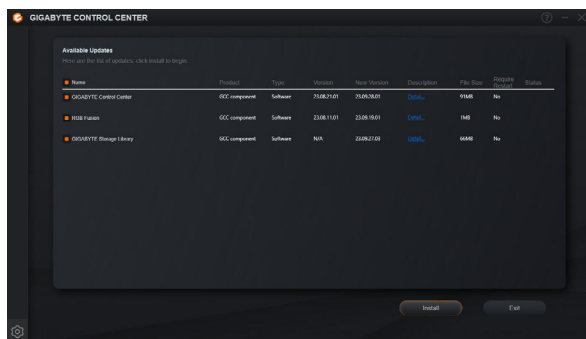 GIGABYTE CONTROL CENTER
Available Updates
Here are the list of updates, click install to begin
Name Product Type Version New Version Description File Size Require Restart Status
GIGABYTE Control Center GCC component Software 23.08.21.01 23.09.28.01 Detail... 91MB No
RGB Fusion GCC component Software 23.08.11.01 23.09.19.01 Detail... 1MB No
GIGABYTE Storage Library GCC component Software N/A 23.09.27.03 Detail... 66MB No
Install Exit